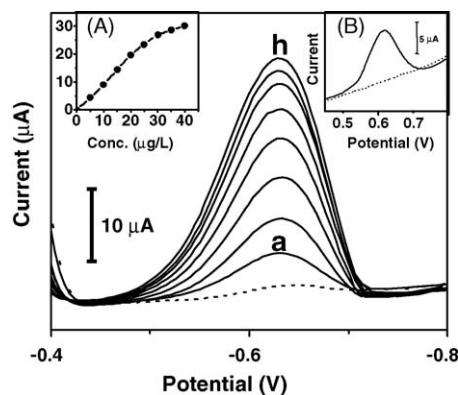 (A)
30
20
10
0
0 10 20 30 40
Conc. (μg/L)
h
(B)
Current
5 μA
0.5 0.6 0.7
Potential (V)
Current (μA)
10 μA
a
-0.4 -0.6 -0.8
Potential (V)